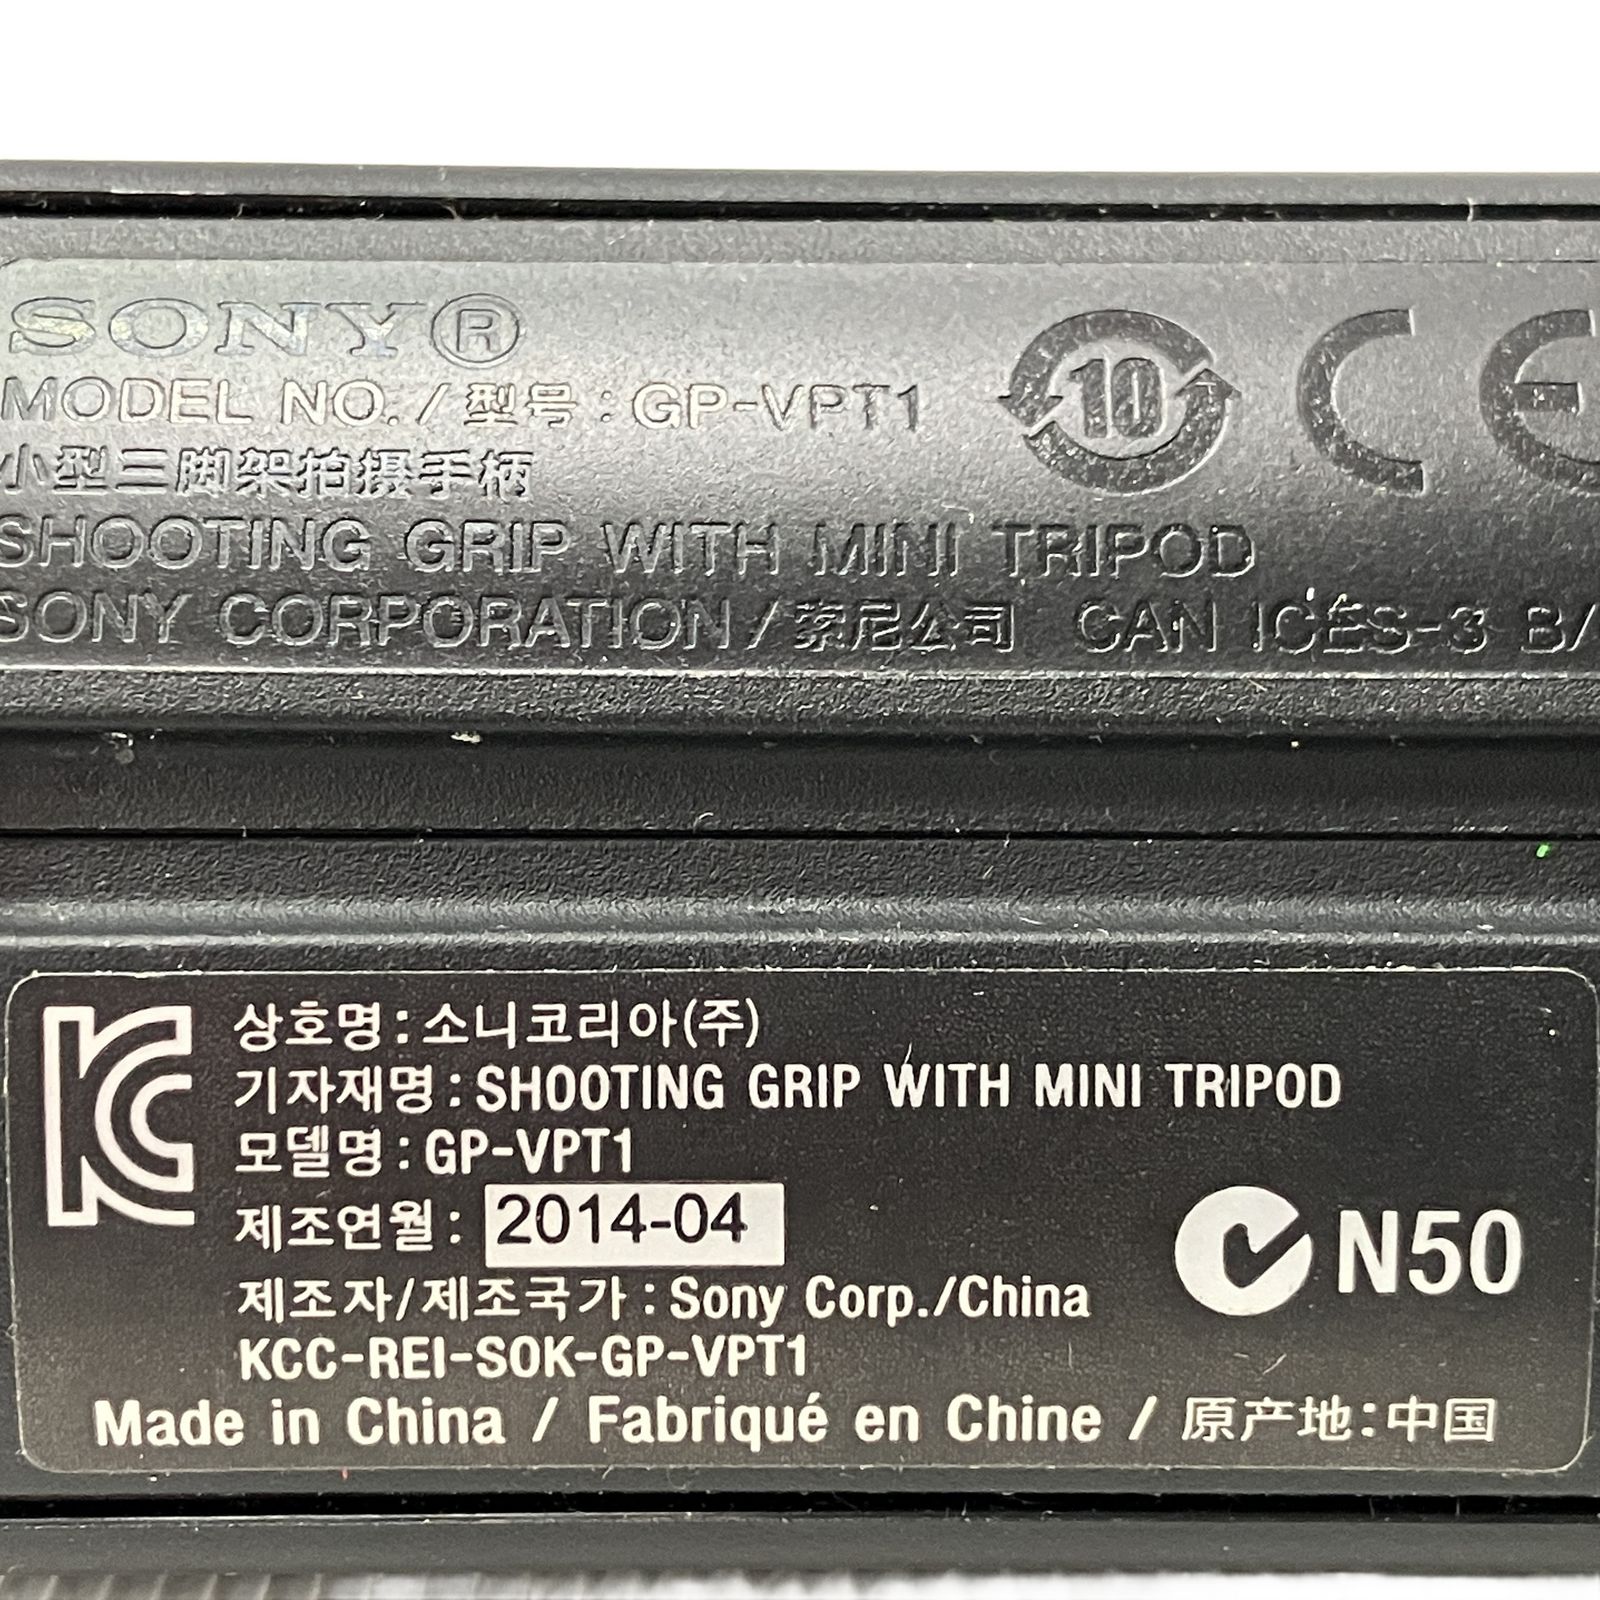 SONY®
MODEL NO. / 型号 : GP-VPT1
10 CE
小型三脚架拍摄手柄
SHOOTING GRIP WITH MINI TRIPOD
SONY CORPORATION / 索尼公司 CAN ICES-3 B/
상호명 : 소니코리아(주)
기자재명 : SHOOTING GRIP WITH MINI TRIPOD
모델명 : GP-VPT1
제조연월 : 2014-04
N50
제조자/제조국가 : Sony Corp./China
KCC-REI-SOK-GP-VPT1
Made in China / Fabriqué en Chine / 原产地:中国